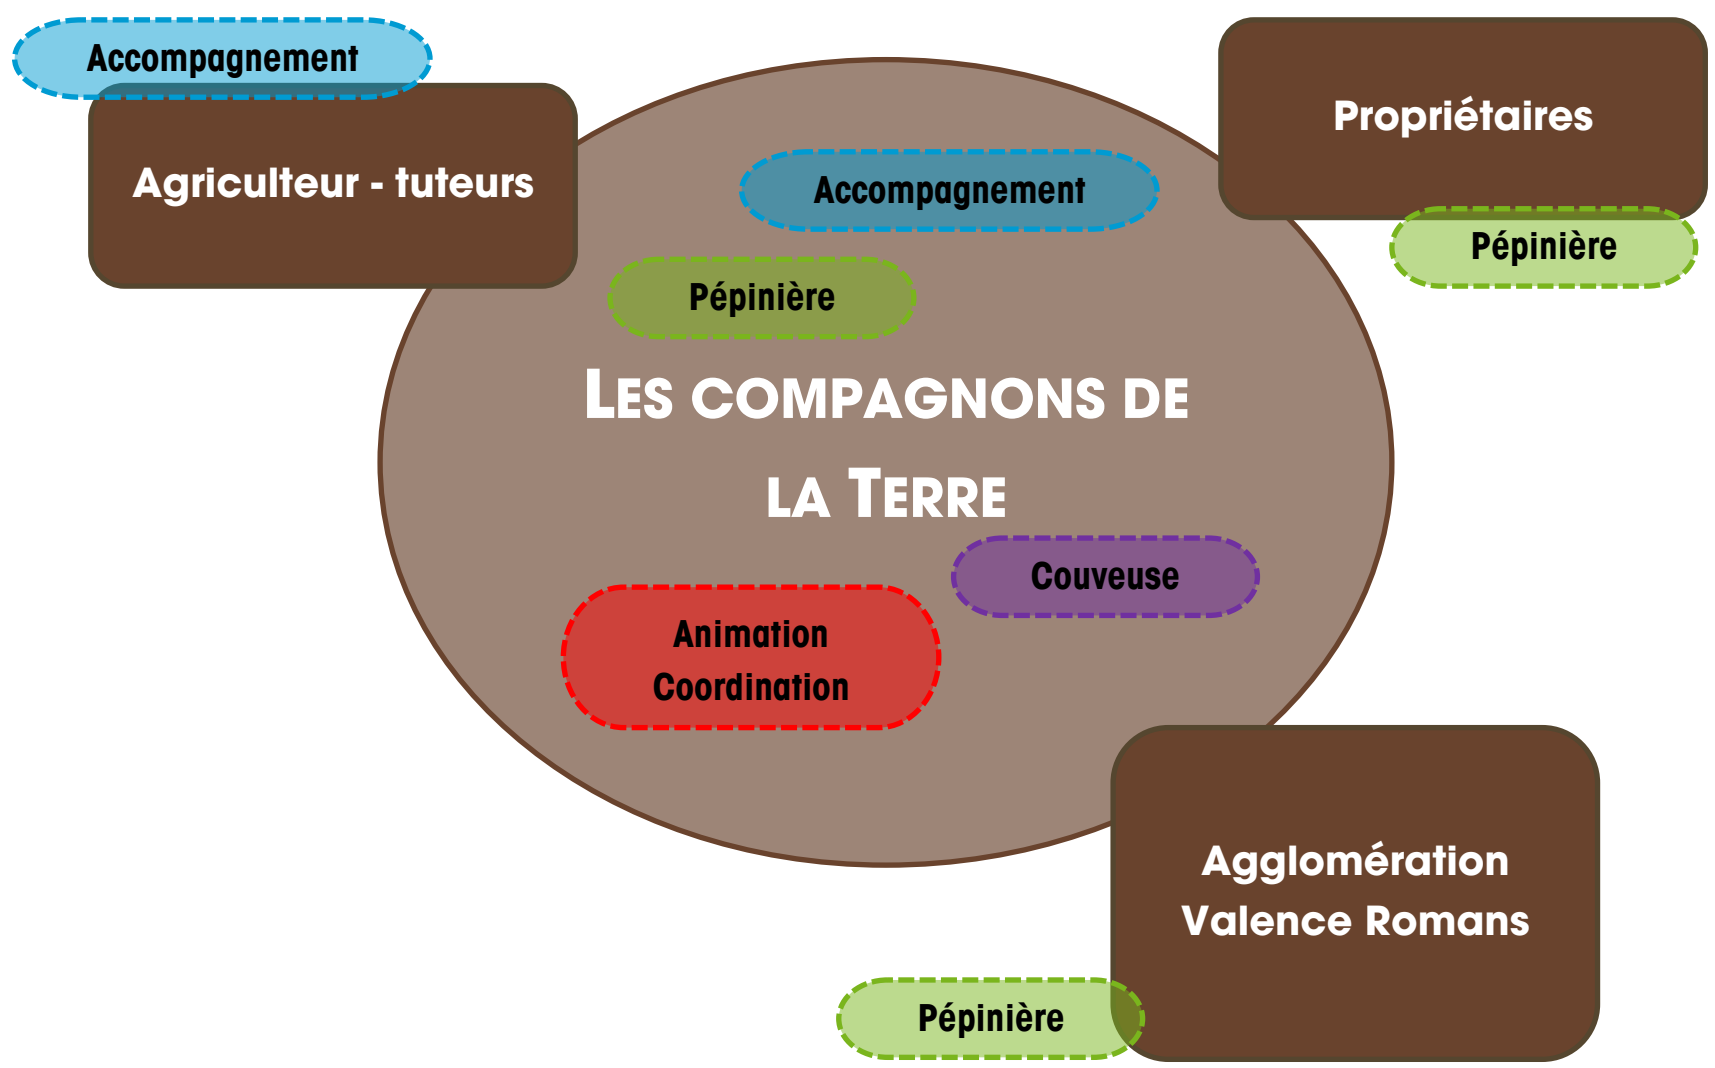 Accompagnement
Agriculteur - tuteurs
Propriétaires
Pépinière
Accompagnement
Pépinière
LES COMPAGNONS DE
LA TERRE
Couveuse
Animation
Coordination
Agglomération
Valence Romans
Pépinière